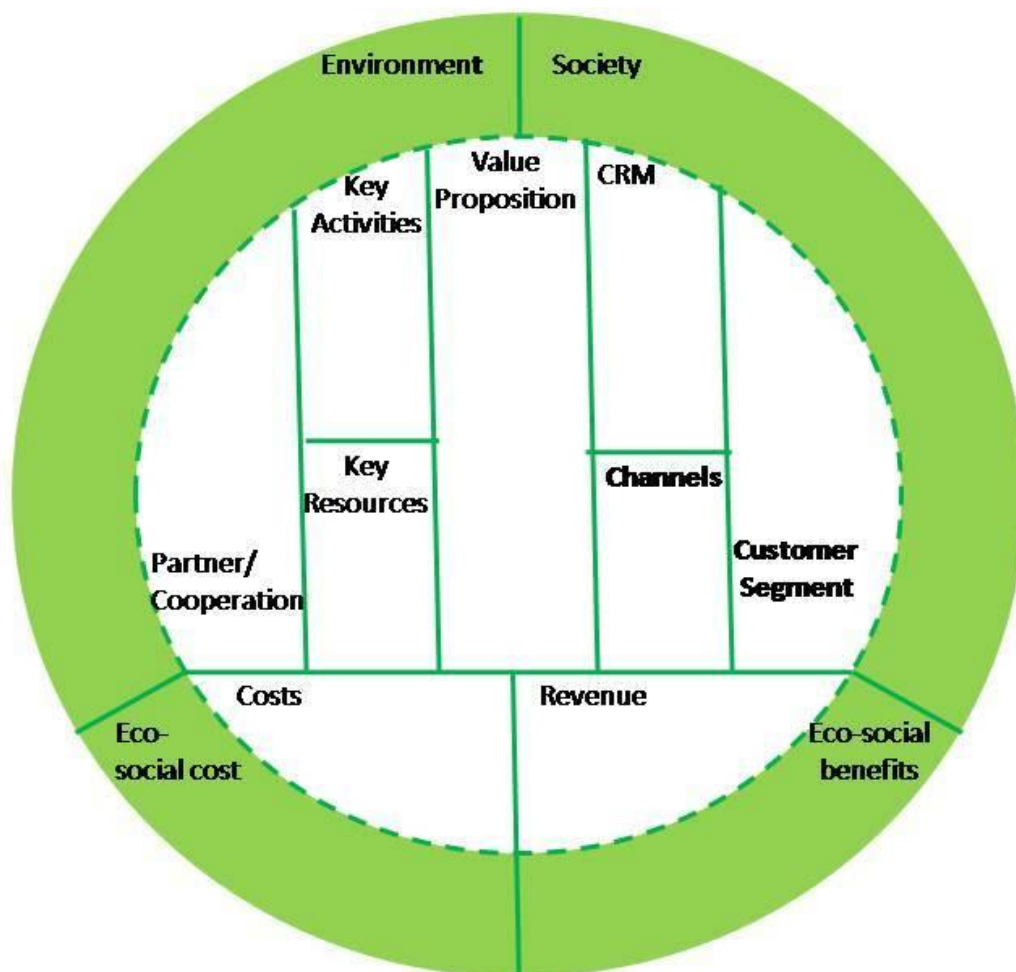 Environment
Society
Key
Activities
Value
Proposition
CRM
Key
Resources
Channels
Partner/
Cooperation
Customer
Segment
Costs
Revenue
Eco-
social cost
Eco-social
benefits